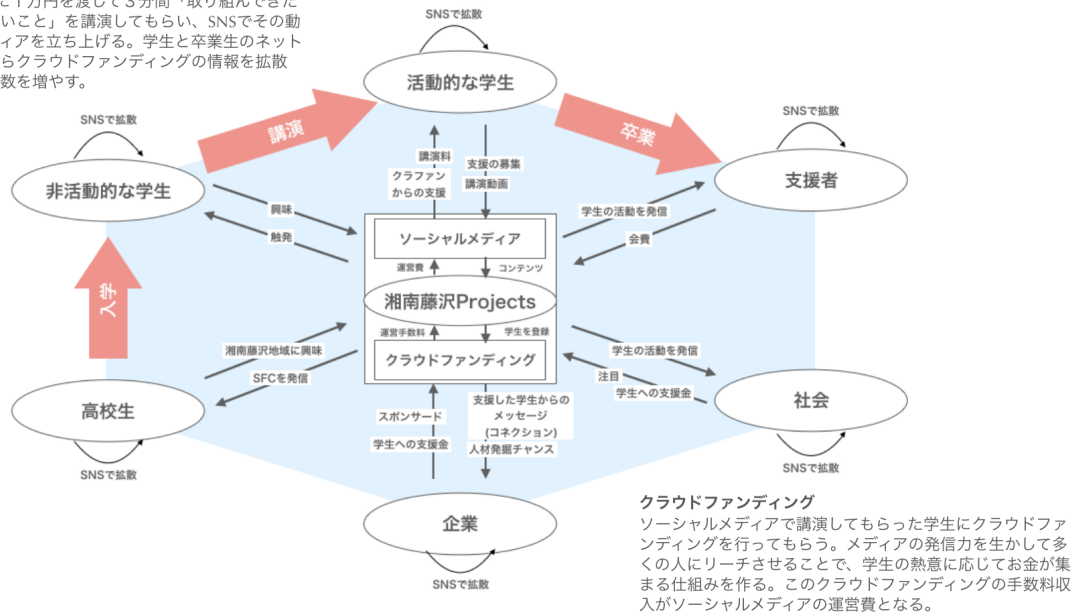 に１万円を渡して３分間「取り組んできた
いこと」を講演してもらい、SNSでその動
ィアを立ち上げる。学生と卒業生のネット
らクラウドファンディングの情報を拡散
数を増やす。
SNSで拡散
活動的な学生
SNSで拡散
講演
卒業
SNSで拡散
非活動的な学生
支援者
講演料
クラファン
からの支援
支援の募集
講演動画
興味
触発
学生の活動を発信
会費
ソーシャルメディア
運営費
コンテンツ
湘南藤沢Projects
運営手数料
学生を登録
クラウドファンディング
入学
湘南藤沢地域に興味
SFCを発信
学生の活動を発信
注目
学生への支援金
高校生
社会
SNSで拡散
SNSで拡散
スポンサード
学生への支援金
支援した学生からの
メッセージ
(コネクション)
人材発掘チャンス
企業
SNSで拡散
クラウドファンディング
ソーシャルメディアで講演してもらった学生にクラウドファ
ンディングを行ってもらう。メディアの発信力を生かして多
くの人にリーチさせることで、学生の熱意に応じてお金が集
まる仕組みを作る。このクラウドファンディングの手数料収
入がソーシャルメディアの運営費となる。